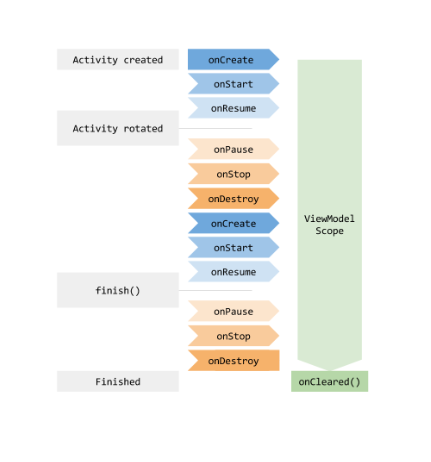 Activity created
onCreate
onStart
onResume
Activity rotated
onPause
onStop
onDestroy
onCreate
onStart
onResume
ViewModel
Scope
finish()
onPause
onStop
onDestroy
Finished
onCleared()